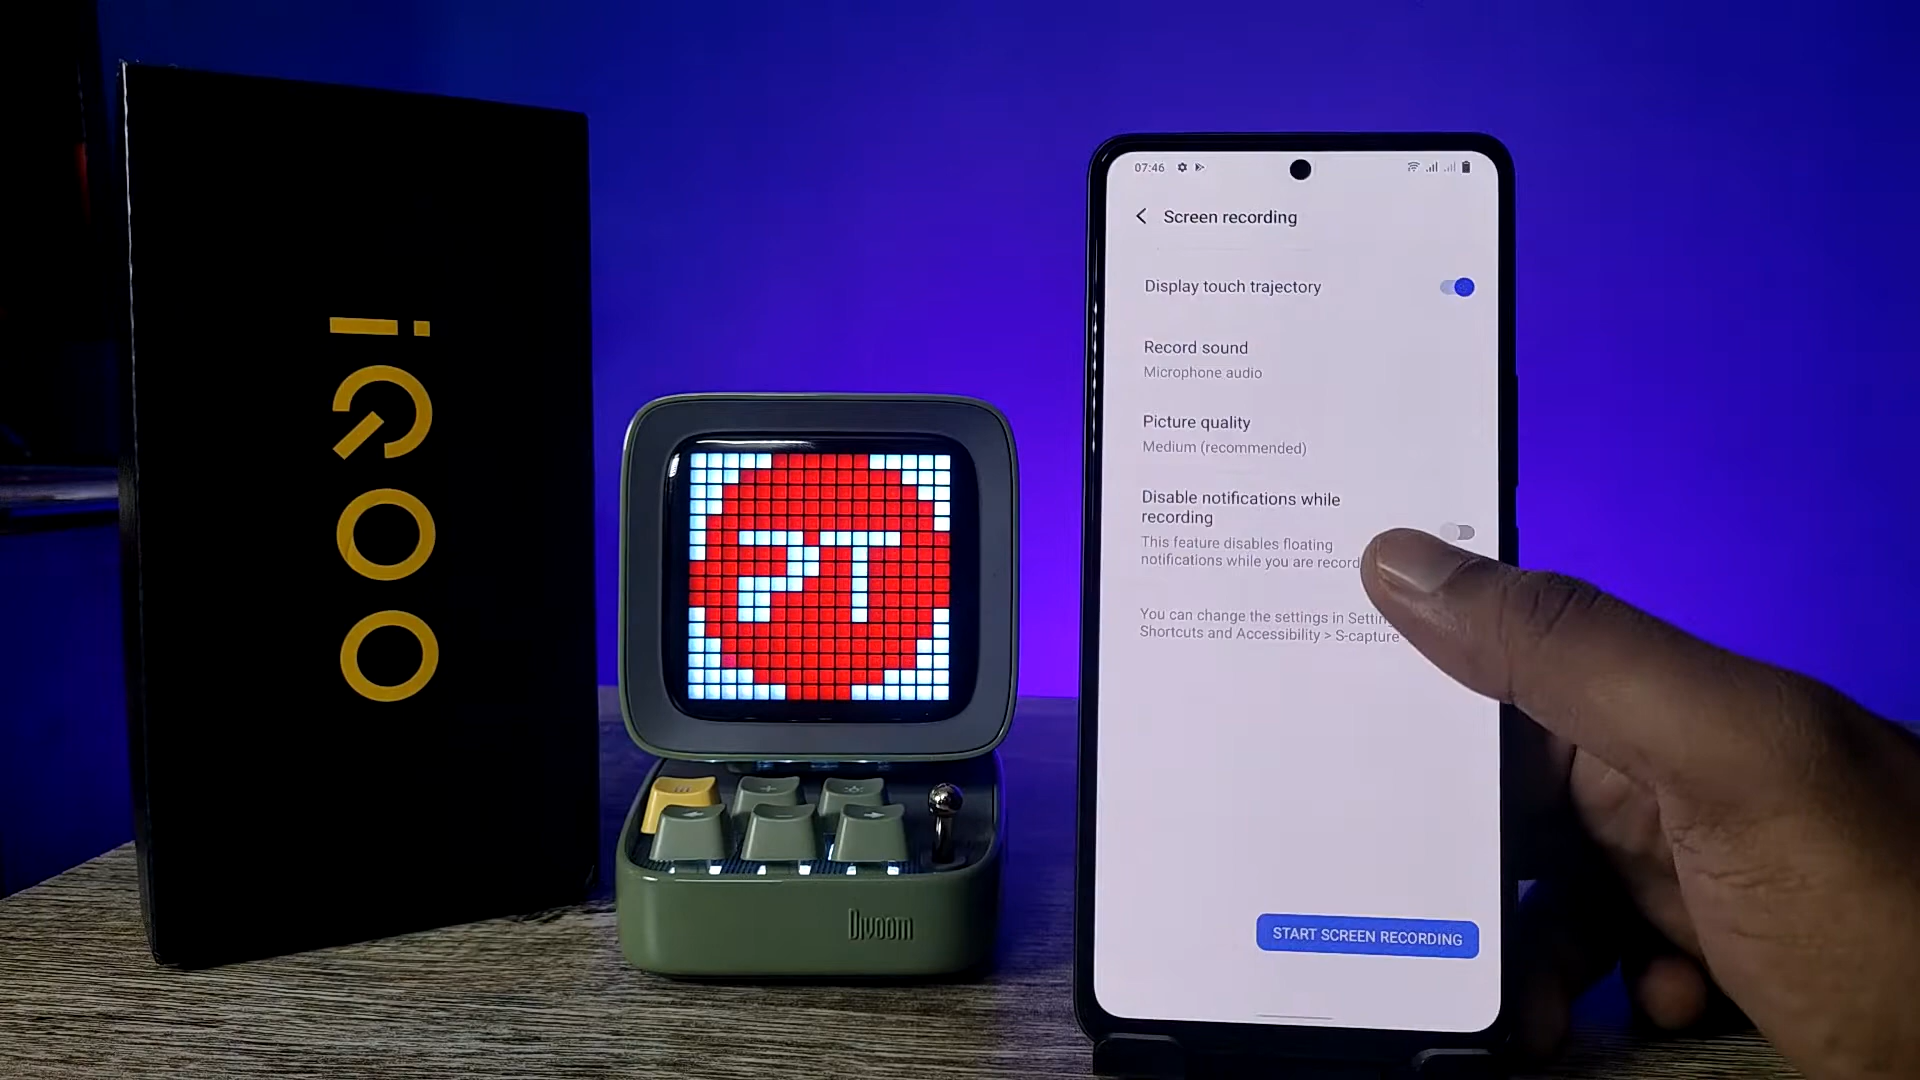 iQOO
PT
Divoom
07:46
Screen recording
Display touch trajectory
Record sound
Microphone audio
Picture quality
Medium (recommended)
Disable notifications while
recording
This feature disables floating
notifications while you are record
You can change the settings in Settin
Shortcuts and Accessibility > S-capture
START SCREEN RECORDING